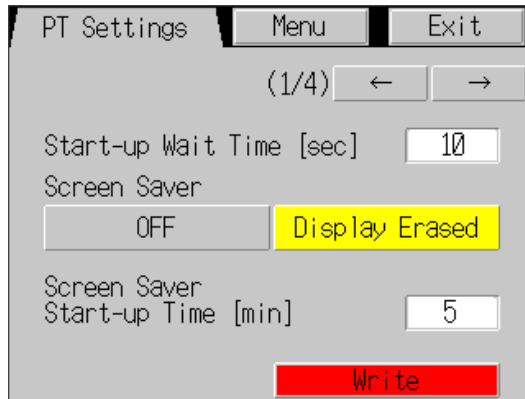 PT Settings Menu Exit
(1/4) ← →
Start-up Wait Time [sec] 10
Screen Saver
OFF Display Erased
Screen Saver
Start-up Time [min] 5
Write